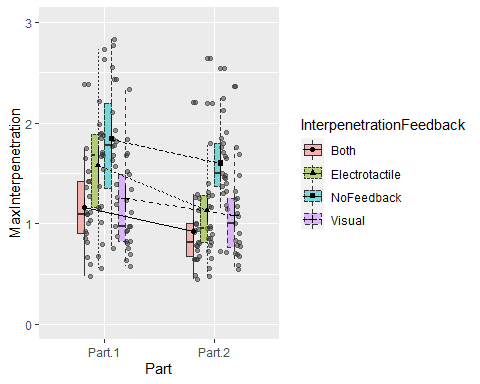 3
2
1
0
MaxInterpenetration
Part.1
Part.2
Part
InterpenetrationFeedback
Both
Electrotactile
NoFeedback
Visual